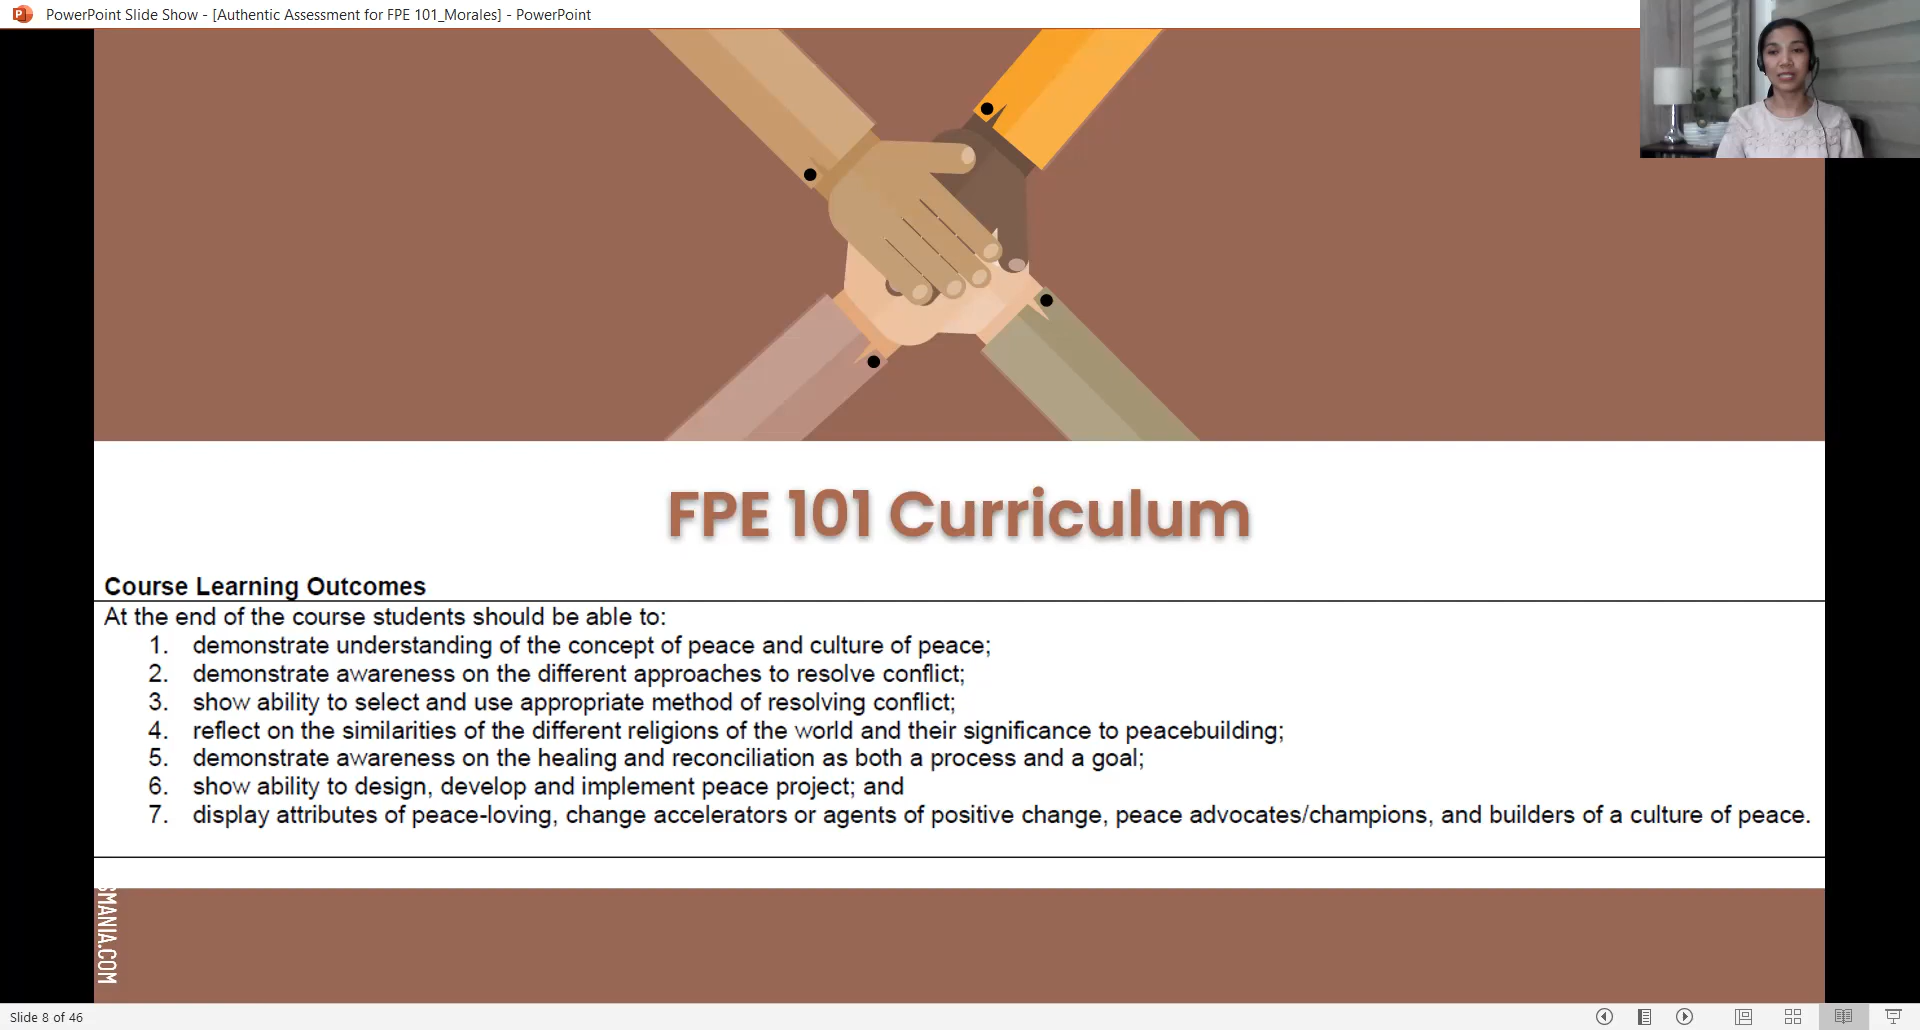 PowerPoint Slide Show - [Authentic Assessment for FPE 101_Morales] - PowerPoint
FPE 101 Curriculum
Course Learning Outcomes
At the end of the course students should be able to:
1. demonstrate understanding of the concept of peace and culture of peace;
2. demonstrate awareness on the different approaches to resolve conflict;
3. show ability to select and use appropriate method of resolving conflict;
4. reflect on the similarities of the different religions of the world and their significance to peacebuilding;
5. demonstrate awareness on the healing and reconciliation as both a process and a goal;
6. show ability to design, develop and implement peace project; and
7. display attributes of peace-loving, change accelerators or agents of positive change, peace advocates/champions, and builders of a culture of peace.
SMANIA.COM
Slide 8 of 46